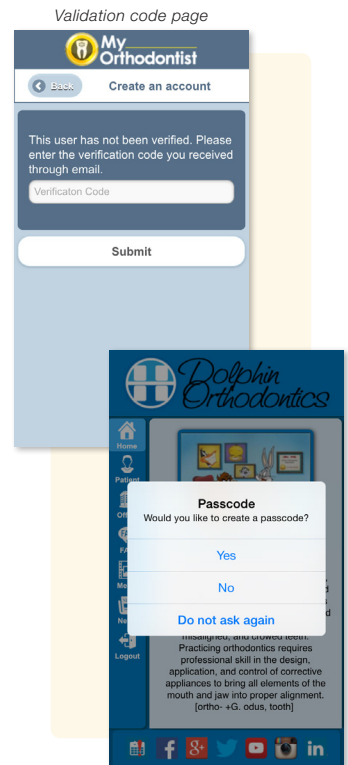 Validation code page
My
Orthodontist
Back
Create an account
This user has not been verified. Please
enter the verification code you received
through email.
Verificaton Code
Submit
Dolphin
Orthodontics
Home
Patient
Passcode
Would you like to create a passcode?
Yes
No
Do not ask again
misaligned, and crowed teeth.
Practicing orthodontics requires
professional skill in the design,
application, and control of corrective
appliances to bring all elements of the
mouth and jaw into proper alignment.
[ortho- +G. odus, tooth]
Logout
f 8+ in